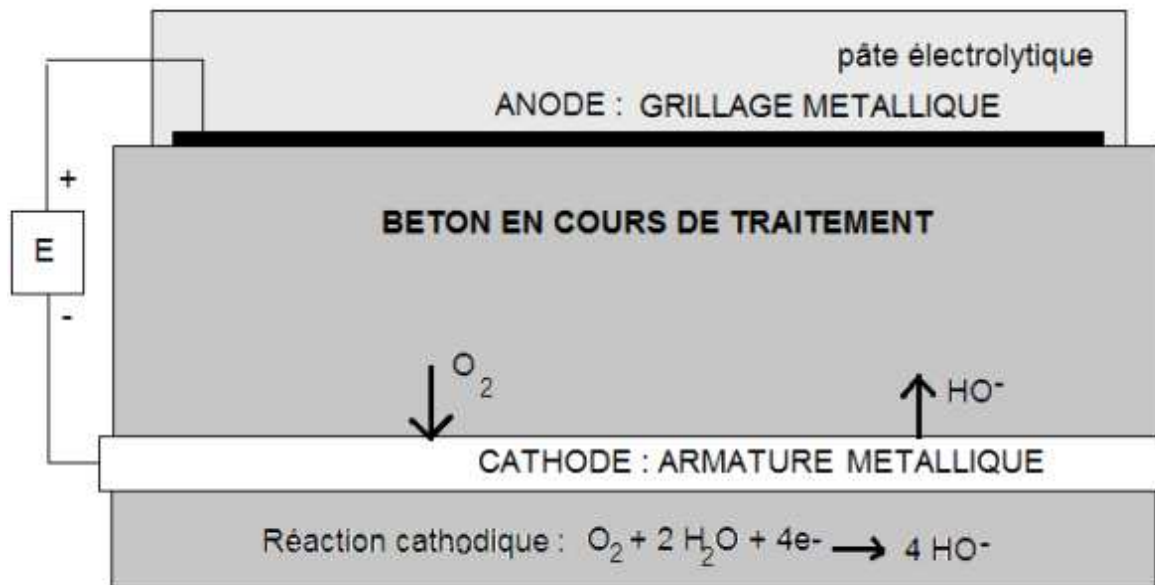 pâte électrolytique
ANODE : GRILLAGE METALLIQUE
+
BETON EN COURS DE TRAITEMENT
E
-
O₂
HO⁻
CATHODE : ARMATURE METALLIQUE
Réaction cathodique : O₂ + 2 H₂O + 4e- → 4 HO⁻